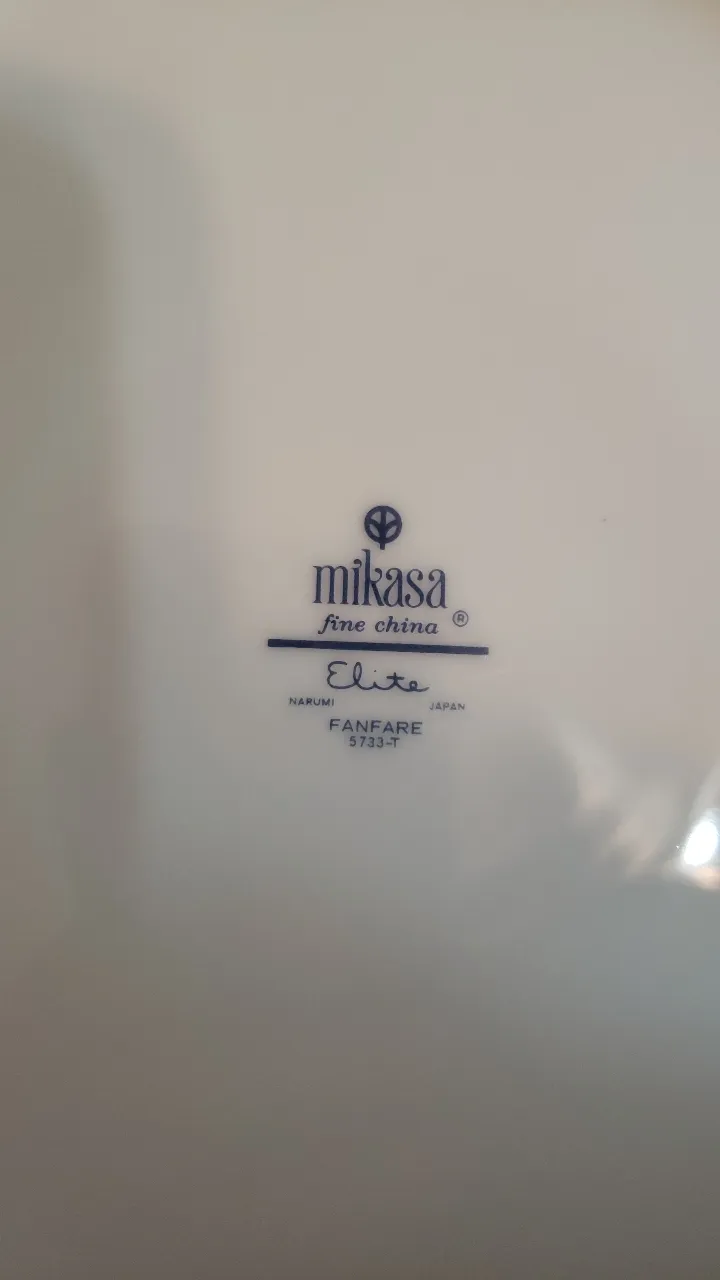 mikasa
fine china ®
Elite
NARUMI JAPAN
FANFARE
5733-T